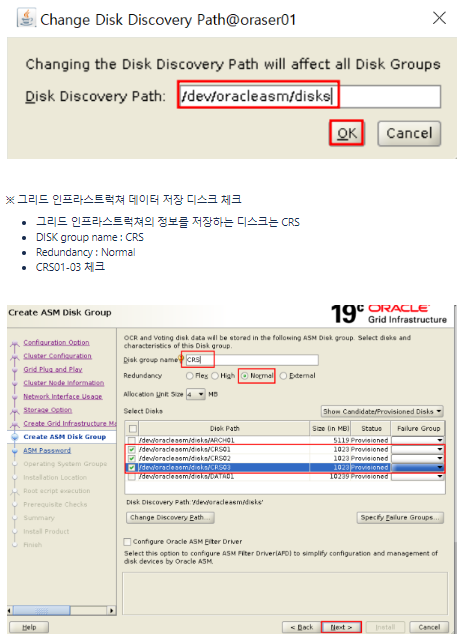 Change Disk Discovery Path@oraser01
Changing the Disk Discovery Path will affect all Disk Groups
Disk Discovery Path: /dev/oracleasm/disks
OK Cancel
※ 그리드 인프라스트럭쳐 데이터 저장 디스크 체크
• 그리드 인프라스트럭쳐의 정보를 저장하는 디스크는 CRS
• DISK group name : CRS
• Redundancy : Normal
• CRS01-03 체크
Create ASM Disk Group
19c ORACLE
Grid Infrastructure
Configuration Option
Cluster Configuration
Grid Plug and Play
Cluster Node Information
Network Interface Usage
Storage Option
Create Grid Infrastructure Ma
Create ASM Disk Group
ASM Password
Operating System Groups
Installation Location
Root script execution
Prerequisite Checks
Summary
Install Product
Finish
OCR and Voting disk data will be stored in the following ASM Disk group. Select disks and
characteristics of this Disk group.
Disk group name CRS
Redundancy Flex High Normal External
Allocation Unit Size 4 MB
Select Disks Show Candidate/Provisioned Disks
Disk Path Size (in MB) Status Failure Group
/dev/oracleasm/disks/ARCH01 5119 Provisioned
/dev/oracleasm/disks/CRS01 1023 Provisioned
/dev/oracleasm/disks/CRS02 1023 Provisioned
/dev/oracleasm/disks/CRS03 1023 Provisioned
/dev/oracleasm/disks/DATA01 10239 Provisioned
Disk Discovery Path:'/dev/oracleasm/disks'
Change Discovery Path... Specify Failure Groups...
Configure Oracle ASM Filter Driver
Select this option to configure ASM Filter Driver(AFD) to simplify configuration and management of
disk devices by Oracle ASM.
Help < Back Next > Install Cancel